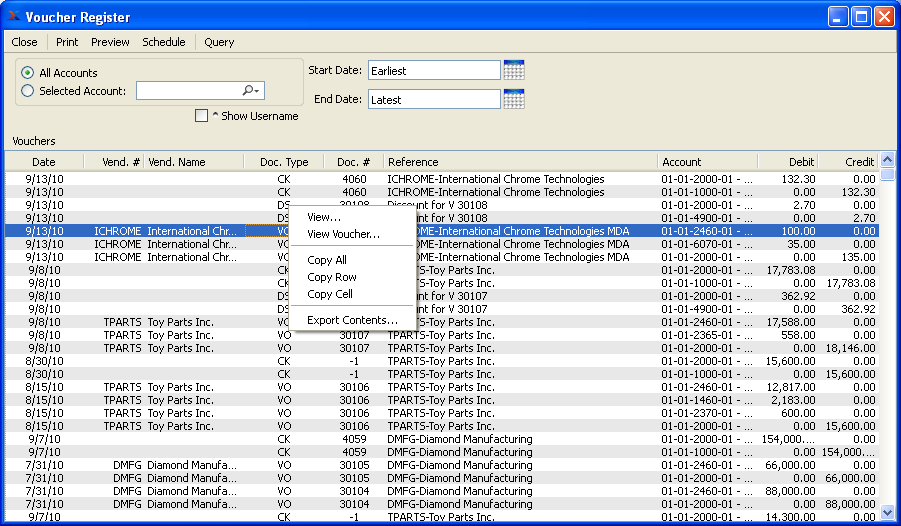 Voucher Register
Close Print Preview Schedule Query
All Accounts
Selected Account:
Start Date: Earliest
End Date: Latest
^ Show Username
Vouchers
Date Vend. # Vend. Name Doc. Type Doc. # Reference Account Debit Credit
9/13/10 CK 4060 ICHROME-International Chrome Technologies 01-01-2000-01 - ... 132.30 0.00
9/13/10 CK 4060 ICHROME-International Chrome Technologies 01-01-1000-01 - ... 0.00 132.30
9/13/10 DS 30108 Discount for V 30108 01-01-2000-01 - ... 2.70 0.00
9/13/10 DS for V 30108 01-01-4900-01 - ... 0.00 2.70
9/13/10 ICHROME International Chr... OME-International Chrome Technologies MDA 01-01-2460-01 - ... 100.00 0.00
9/13/10 ICHROME International Chr... OME-International Chrome Technologies MDA 01-01-6070-01 - ... 35.00 0.00
9/13/10 ICHROME International Chr... OME-International Chrome Technologies MDA 01-01-2000-01 - ... 0.00 135.00
9/8/10 CK TS-Toy Parts Inc. 01-01-2000-01 - ... 17,783.08 0.00
9/8/10 CK TS-Toy Parts Inc. 01-01-1000-01 - ... 0.00 17,783.08
9/8/10 DS unt for V 30107 01-01-2000-01 - ... 362.92 0.00
9/8/10 DS unt for V 30107 01-01-4900-01 - ... 0.00 362.92
9/8/10 TPARTS Toy Parts Inc. TS-Toy Parts Inc. 01-01-2460-01 - ... 17,588.00 0.00
9/8/10 TPARTS Toy Parts Inc. VO 30107 TPARTS-Toy Parts Inc. 01-01-2365-01 - ... 558.00 0.00
9/8/10 TPARTS Toy Parts Inc. VO 30107 TPARTS-Toy Parts Inc. 01-01-2000-01 - ... 0.00 18,146.00
8/30/10 CK -1 TPARTS-Toy Parts Inc. 01-01-2000-01 - ... 15,600.00 0.00
8/30/10 CK -1 TPARTS-Toy Parts Inc. 01-01-1000-01 - ... 0.00 15,600.00
8/15/10 TPARTS Toy Parts Inc. VO 30106 TPARTS-Toy Parts Inc. 01-01-2460-01 - ... 12,817.00 0.00
8/15/10 TPARTS Toy Parts Inc. VO 30106 TPARTS-Toy Parts Inc. 01-01-1460-01 - ... 2,183.00 0.00
8/15/10 TPARTS Toy Parts Inc. VO 30106 TPARTS-Toy Parts Inc. 01-01-2370-01 - ... 600.00 0.00
8/15/10 TPARTS Toy Parts Inc. VO 30106 TPARTS-Toy Parts Inc. 01-01-2000-01 - ... 0.00 15,600.00
9/7/10 CK 4059 DMFG-Diamond Manufacturing 01-01-2000-01 - ... 154,000.... 0.00
9/7/10 CK 4059 DMFG-Diamond Manufacturing 01-01-1000-01 - ... 0.00 154,000....
7/31/10 DMFG Diamond Manufa... VO 30105 DMFG-Diamond Manufacturing 01-01-2460-01 - ... 66,000.00 0.00
7/31/10 DMFG Diamond Manufa... VO 30105 DMFG-Diamond Manufacturing 01-01-2000-01 - ... 0.00 66,000.00
7/31/10 DMFG Diamond Manufa... VO 30104 DMFG-Diamond Manufacturing 01-01-2460-01 - ... 88,000.00 0.00
7/31/10 DMFG Diamond Manufa... VO 30104 DMFG-Diamond Manufacturing 01-01-2000-01 - ... 0.00 88,000.00
9/7/10 CK -1 TPARTS-Toy Parts Inc. 01-01-2000-01 - ... 14,300.00 0.00
View...
View Voucher...
Copy All
Copy Row
Copy Cell
Export Contents...